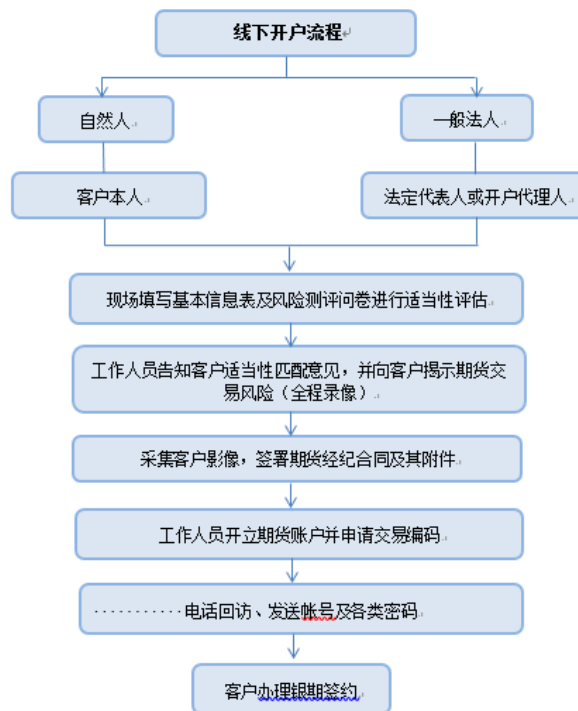 线下开户流程
自然人
一般法人
客户本人
法定代表人或开户代理人
现场填写基本信息表及风险测评问卷进行适当性评估
工作人员告知客户适当性匹配意见，并向客户揭示期货交
易风险（全程录像）
采集客户影像，签署期货经纪合同及其附件
工作人员开立期货账户并申请交易编码
···········电话回访、发送帐号及各类密码
客户办理银期签约